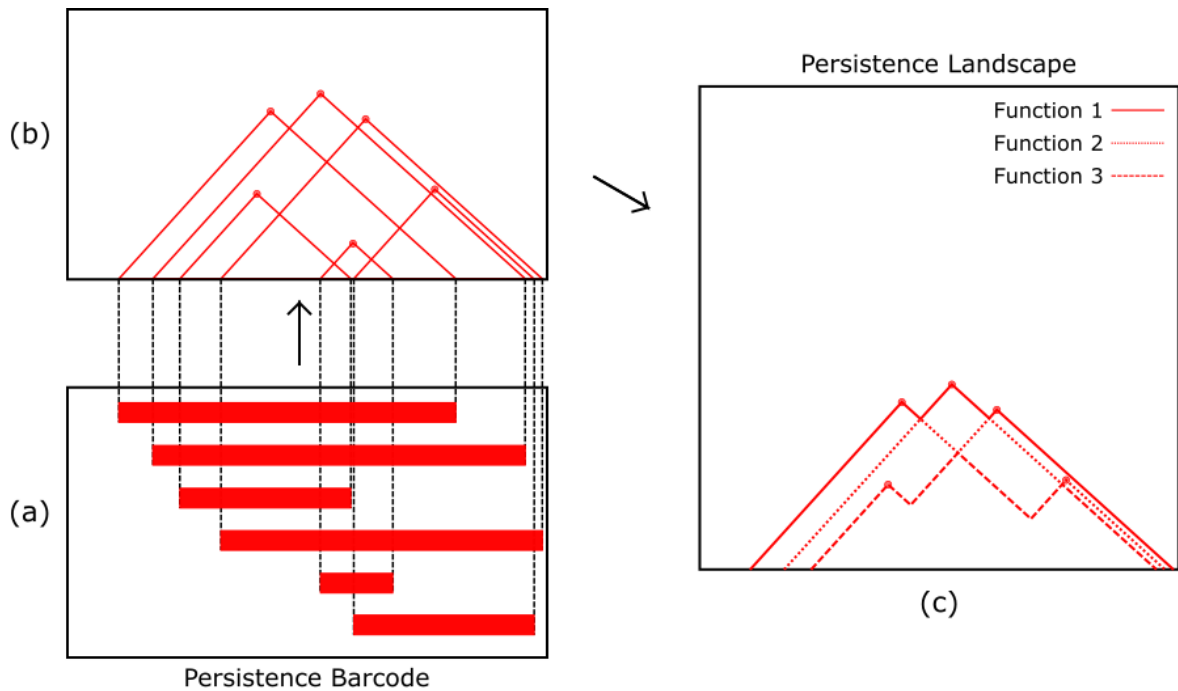 (b)
(a)
Persistence Barcode
Persistence Landscape
Function 1
Function 2
Function 3
(c)